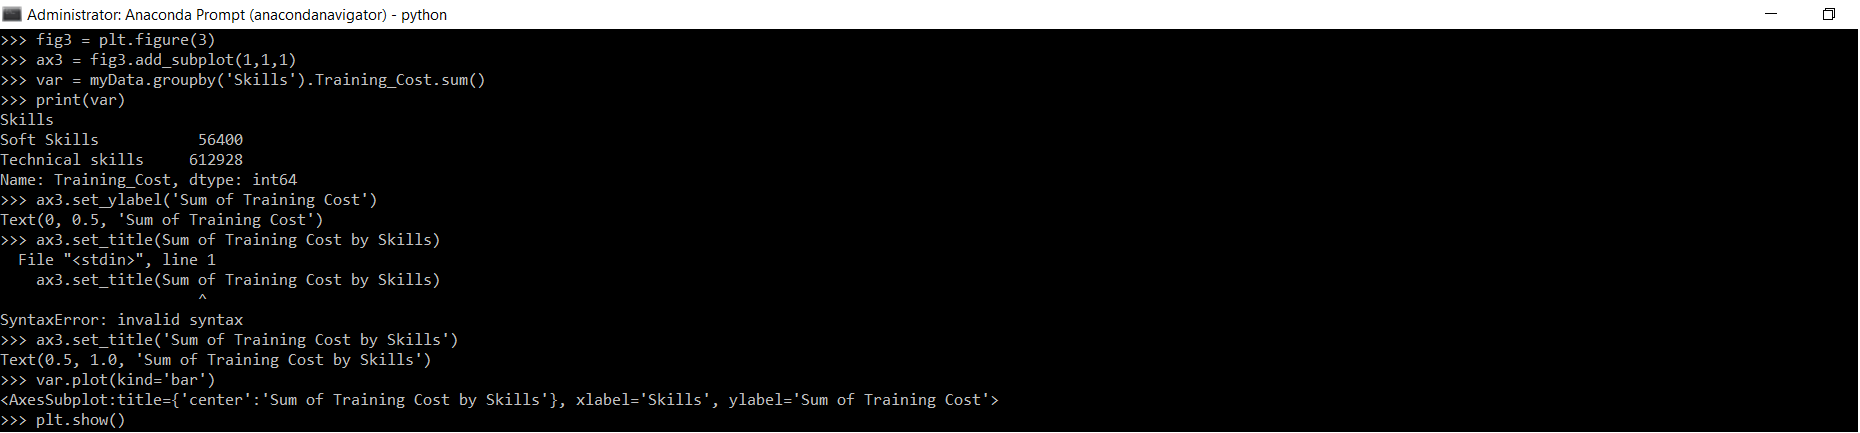 Administrator: Anaconda Prompt (anacondanavigator) - python
>>> fig3 = plt.figure(3)
>>> ax3 = fig3.add_subplot(1,1,1)
>>> var = myData.groupby('Skills').Training_Cost.sum()
>>> print(var)
Skills
Soft Skills           56400
Technical skills     612928
Name: Training_Cost, dtype: int64
>>> ax3.set_ylabel('Sum of Training Cost')
Text(0, 0.5, 'Sum of Training Cost')
>>> ax3.set_title(Sum of Training Cost by Skills)
  File "<stdin>", line 1
    ax3.set_title(Sum of Training Cost by Skills)
                      ^
SyntaxError: invalid syntax
>>> ax3.set_title('Sum of Training Cost by Skills')
Text(0.5, 1.0, 'Sum of Training Cost by Skills')
>>> var.plot(kind='bar')
<AxesSubplot:title={'center':'Sum of Training Cost by Skills'}, xlabel='Skills', ylabel='Sum of Training Cost'>
>>> plt.show()